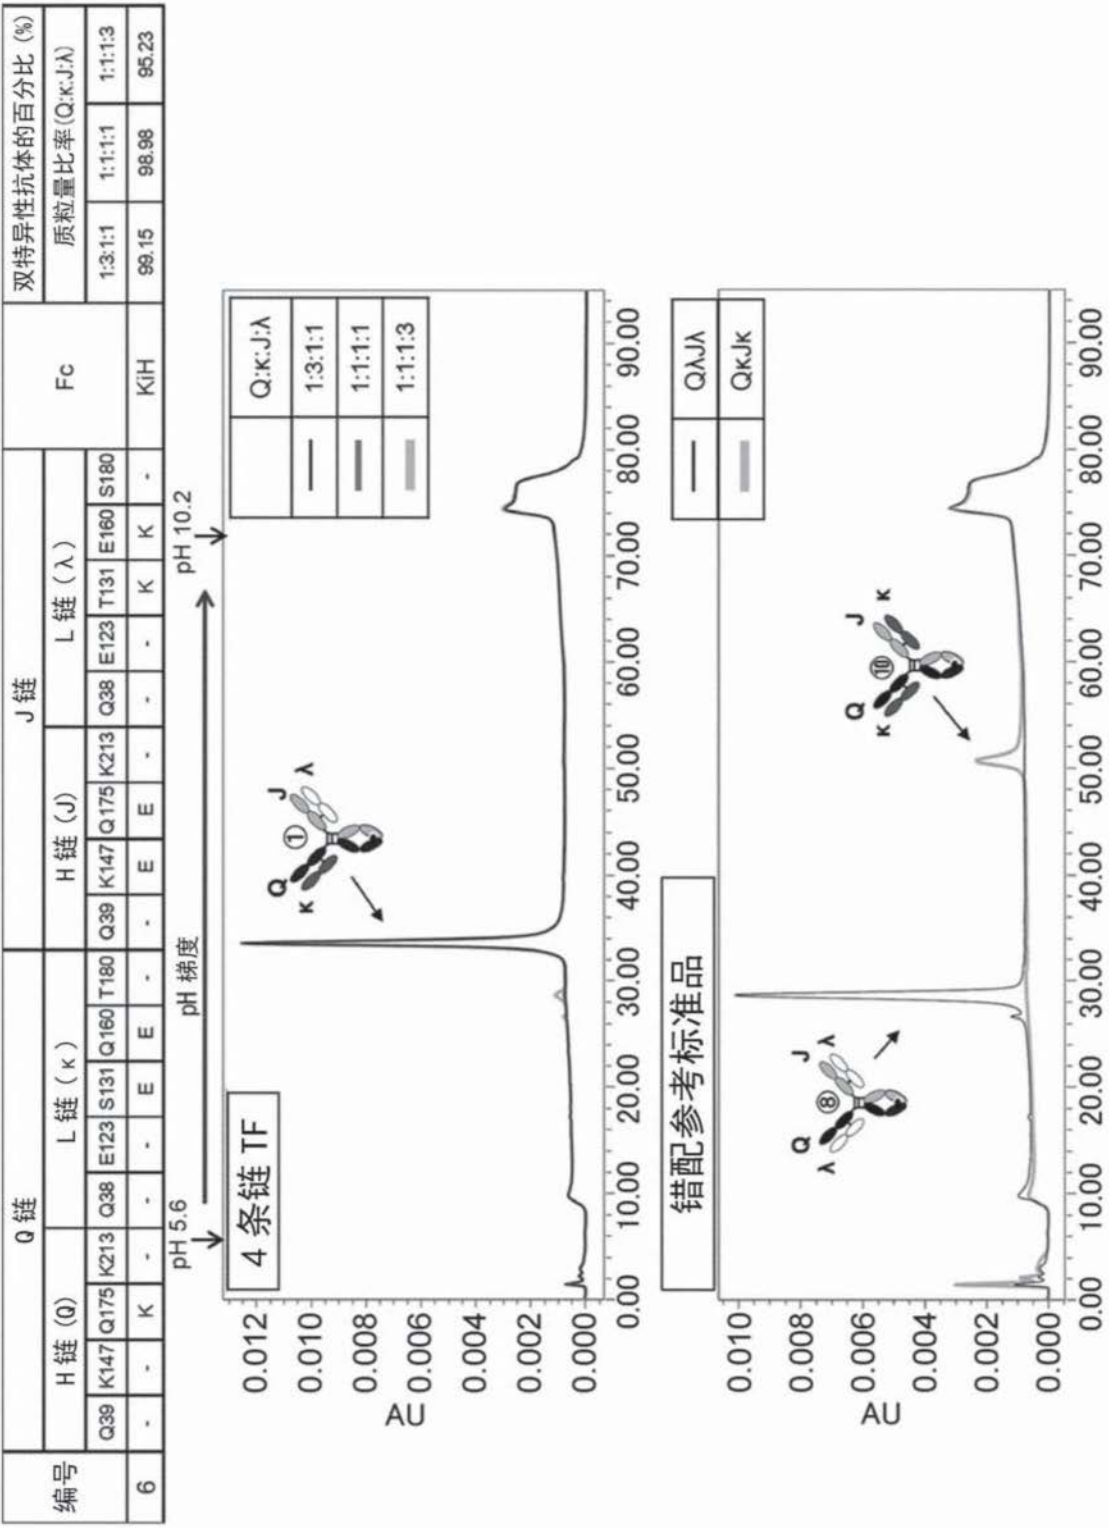 编号 Q 链 J 链 Fc 双特异性抗体的百分比 (%)
H 链 (Q) L 链 (κ) H 链 (J) L 链 (λ) 质粒量比率(Q:κ:J:λ)
Q39 K147 Q175 K213 Q38 E123 S131 Q160 T180 Q39 K147 Q175 K213 Q38 E123 T131 E160 S180 1:3:1:1 1:1:1:1 1:1:1:3
6 - - K - - - E E - - E E - - - K K - KiH 99.15 98.98 95.23
pH 5.6 pH 梯度 pH 10.2
4 条链 TF
Q:κ:J:λ
1:3:1:1
1:1:1:1
1:1:1:3
① Q κ J λ
AU
0.012
0.010
0.008
0.006
0.004
0.002
0.000
0.00 10.00 20.00 30.00 40.00 50.00 60.00 70.00 80.00 90.00
错配参考标准品
QλJλ
QκJκ
⑧ Q λ J λ
⑩ Q κ J κ
AU
0.010
0.008
0.006
0.004
0.002
0.000
0.00 10.00 20.00 30.00 40.00 50.00 60.00 70.00 80.00 90.00